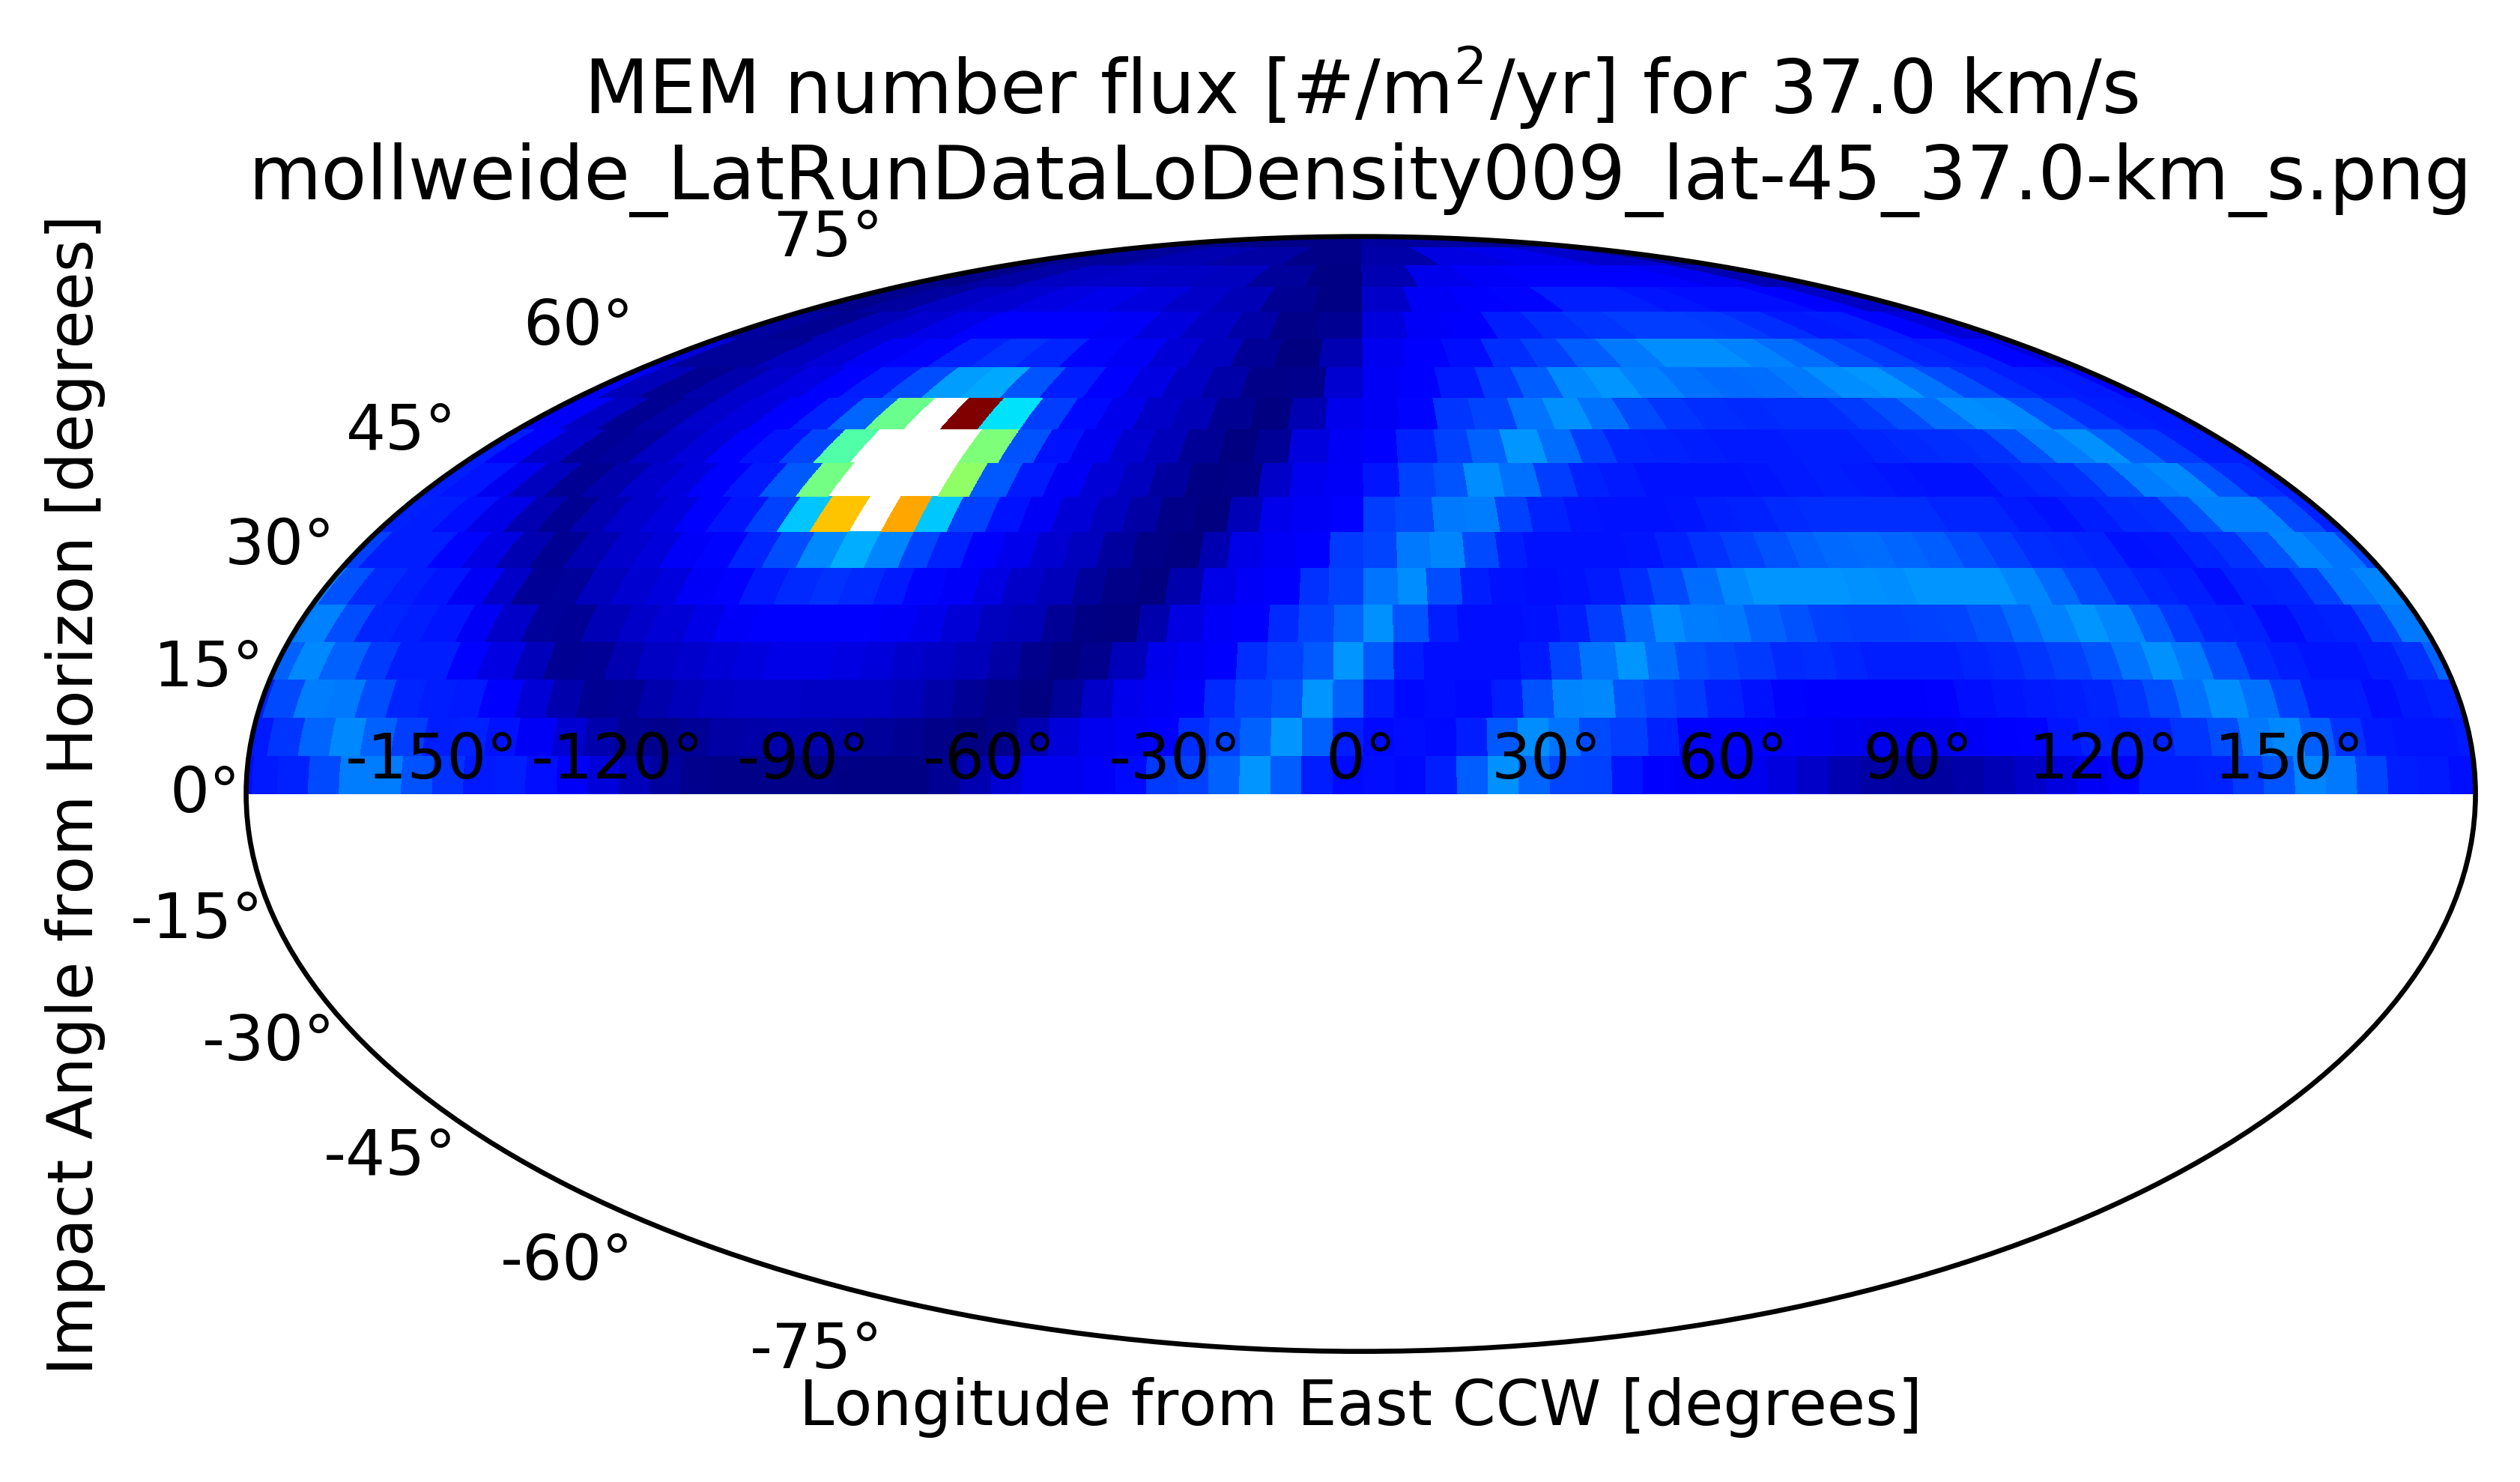 MEM number flux [#/m²/yr] for 37.0 km/s
mollweide_LatRunDataLoDensity009_lat-45_37.0-km_s.png
75°
60°
45°
30°
15°
0°
-15°
-30°
-45°
-60°
-75°
-150° -120° -90° -60° -30° 0° 30° 60° 90° 120° 150°
Impact Angle from Horizon [degrees]
Longitude from East CCW [degrees]